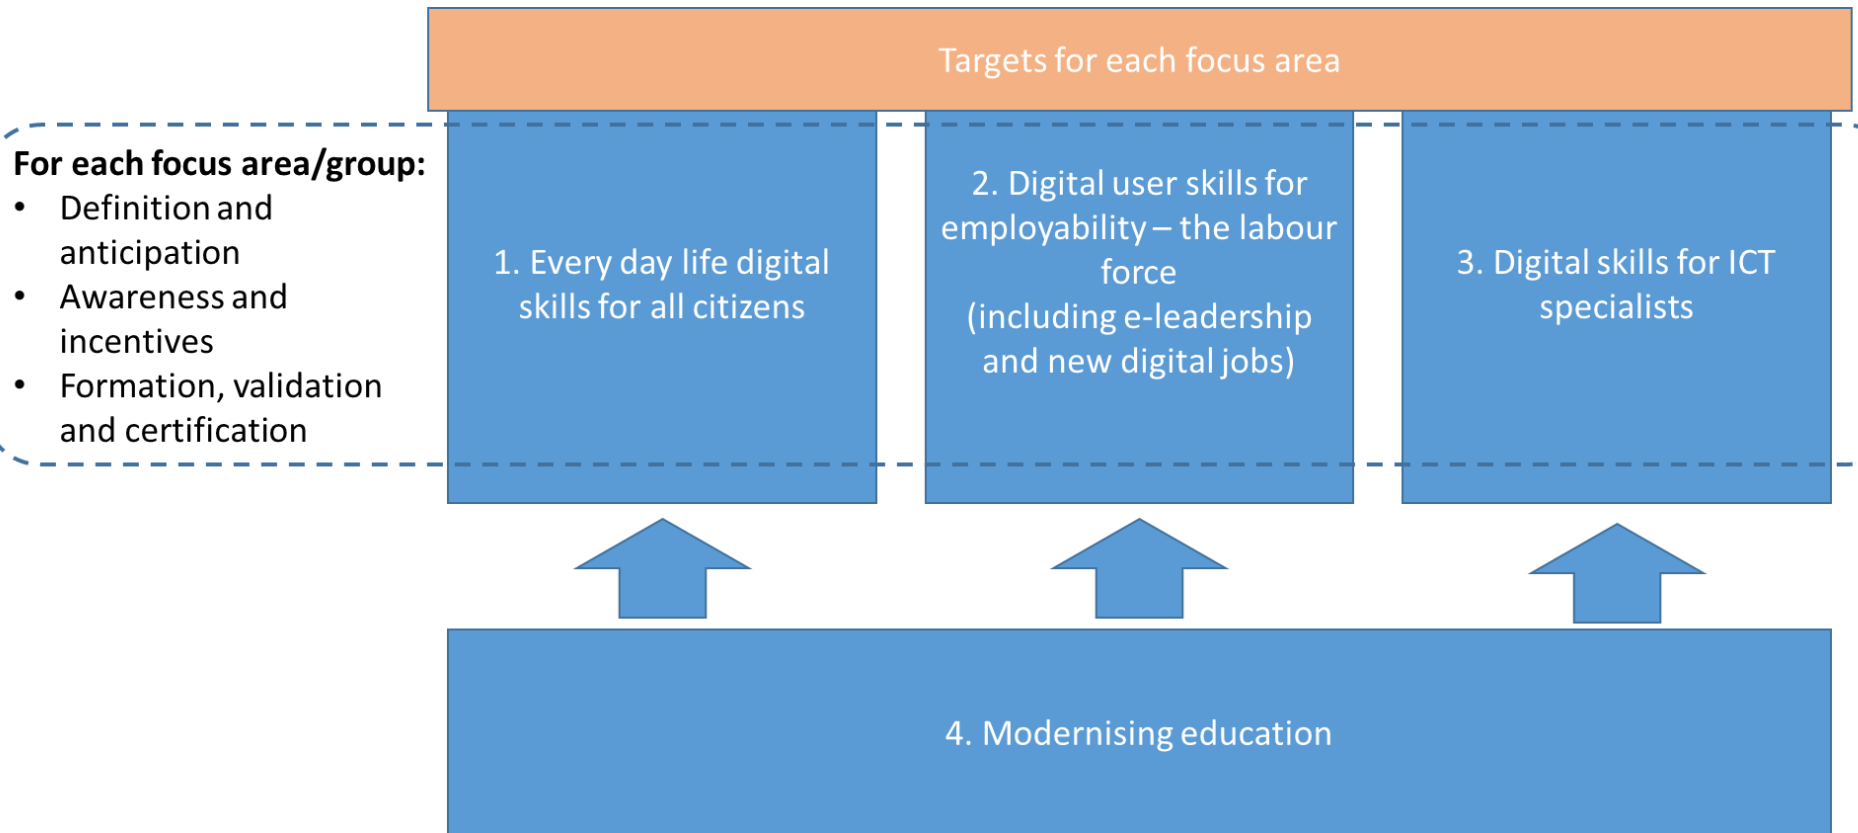 Targets for each focus area
For each focus area/group:
• Definition and
anticipation
• Awareness and
incentives
• Formation, validation
and certification
1. Every day life digital
skills for all citizens
2. Digital user skills for
employability – the labour
force
(including e-leadership
and new digital jobs)
3. Digital skills for ICT
specialists
4. Modernising education